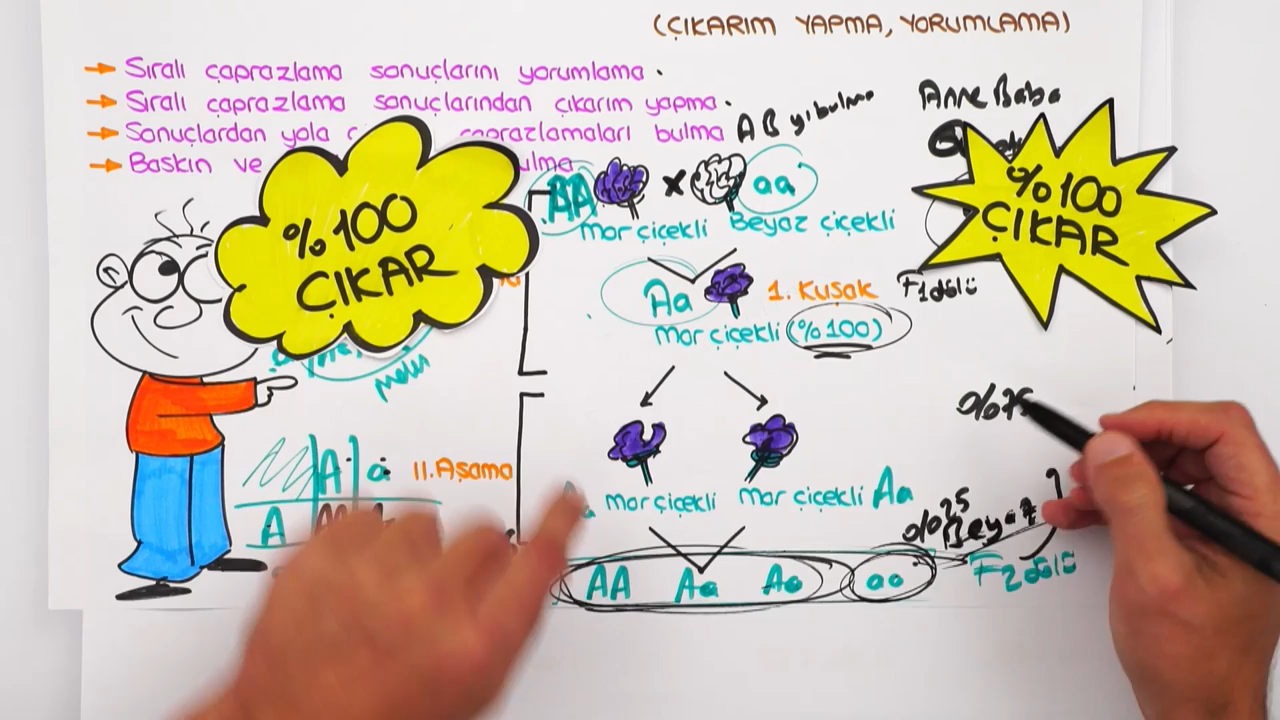 (ÇIKARIM YAPMA, YORUMLAMA)
→ Sıralı çaprazlama sonuçlarını yorumlama.
→ Sıralı çaprazlama sonuçlarından çıkarım yapma.
→ Sonuçlardan yola çaprazlamaları bulma
→ Baskın ve bulma
AB yi bulma
Anne Baba
%100
ÇIKAR
%100
ÇIKAR
AA x aa
Mor çiçekli Beyaz çiçekli
Aa 1. Kuşak F1 dölü
Mor çiçekli (%100)
%75
A a II. Aşama
A
Mor çiçekli Mor çiçekli Aa
%25
Beyaz
AA Aa Aa aa F2 dölü